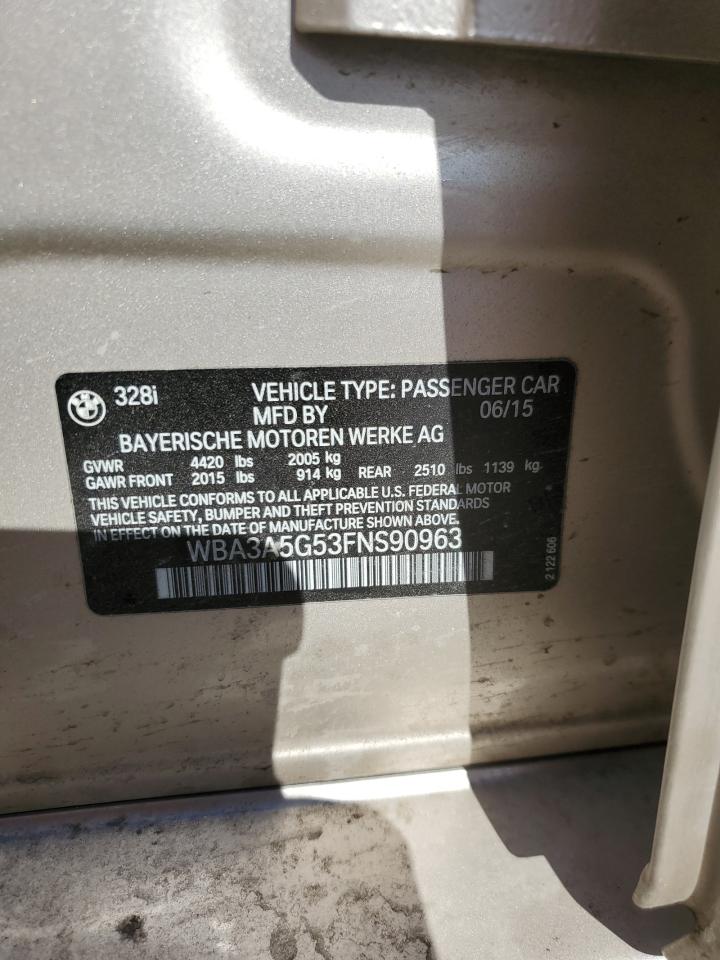 328i VEHICLE TYPE: PASSENGER CAR
MFD BY 06/15
BAYERISCHE MOTOREN WERKE AG
GVWR 4420 lbs 2005 kg
GAWR FRONT 2015 lbs 914 kg REAR 2510 lbs 1139 kg
THIS VEHICLE CONFORMS TO ALL APPLICABLE U.S. FEDERAL MOTOR
VEHICLE SAFETY, BUMPER AND THEFT PREVENTION STANDARDS
IN EFFECT ON THE DATE OF MANUFACTURE SHOWN ABOVE.
WBA3A5G53FNS90963
2 122 606